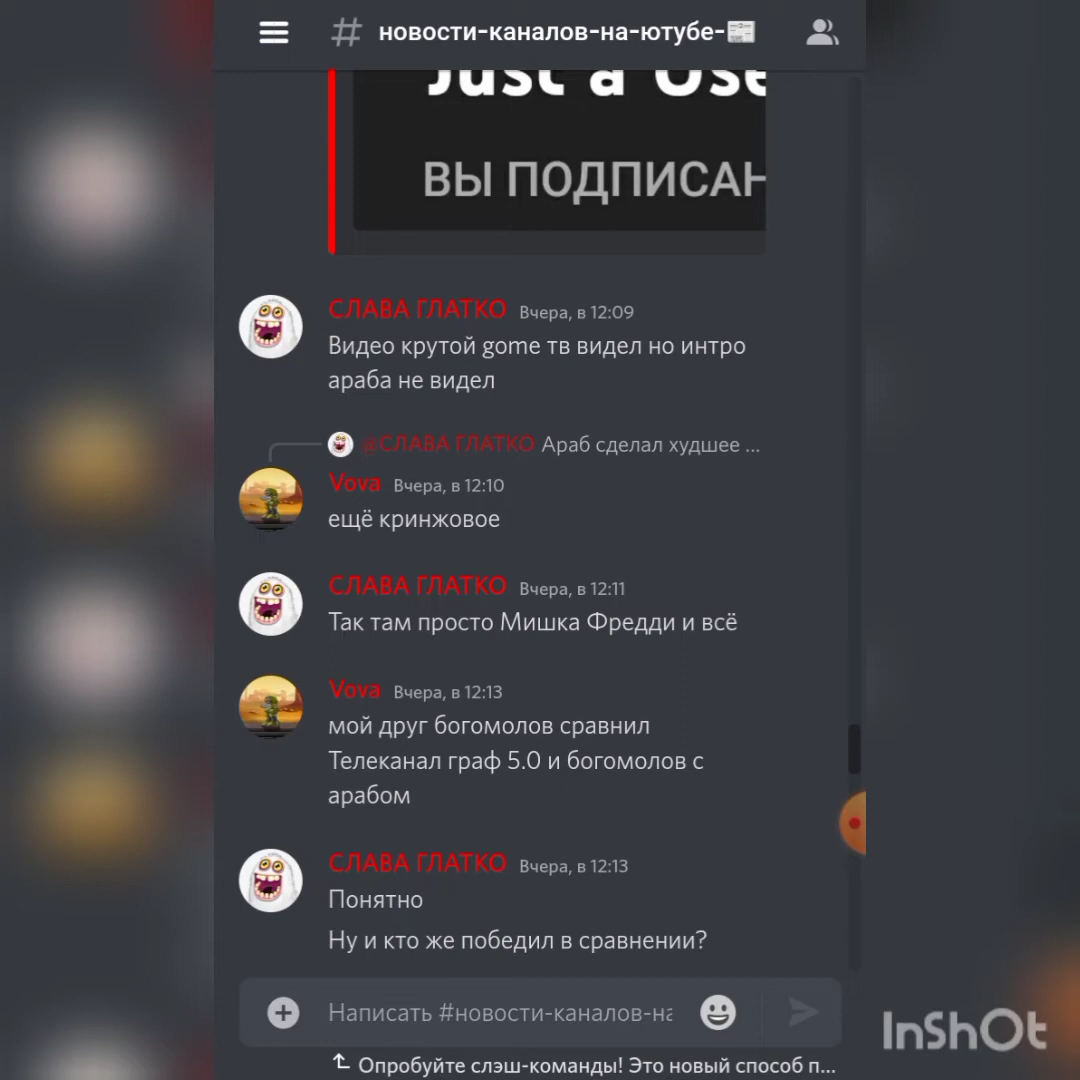 # новости-каналов-на-ютубе-📰
Just a Use
ВЫ ПОДПИСАН
СЛАВА ГЛАТКО Вчера, в 12:09
Видео крутой gome тв видел но интро
араба не видел
@СЛАВА ГЛАТКО Араб сделал худшее ...
Vova Вчера, в 12:10
ещё кринжовое
СЛАВА ГЛАТКО Вчера, в 12:11
Так там просто Мишка Фредди и всё
Vova Вчера, в 12:13
мой друг богомолов сравнил
Телеканал граф 5.0 и богомолов с
арабом
СЛАВА ГЛАТКО Вчера, в 12:13
Понятно
Ну и кто же победил в сравнении?
Написать #новости-каналов-на
Опробуйте слэш-команды! Это новый способ п...
InShOt